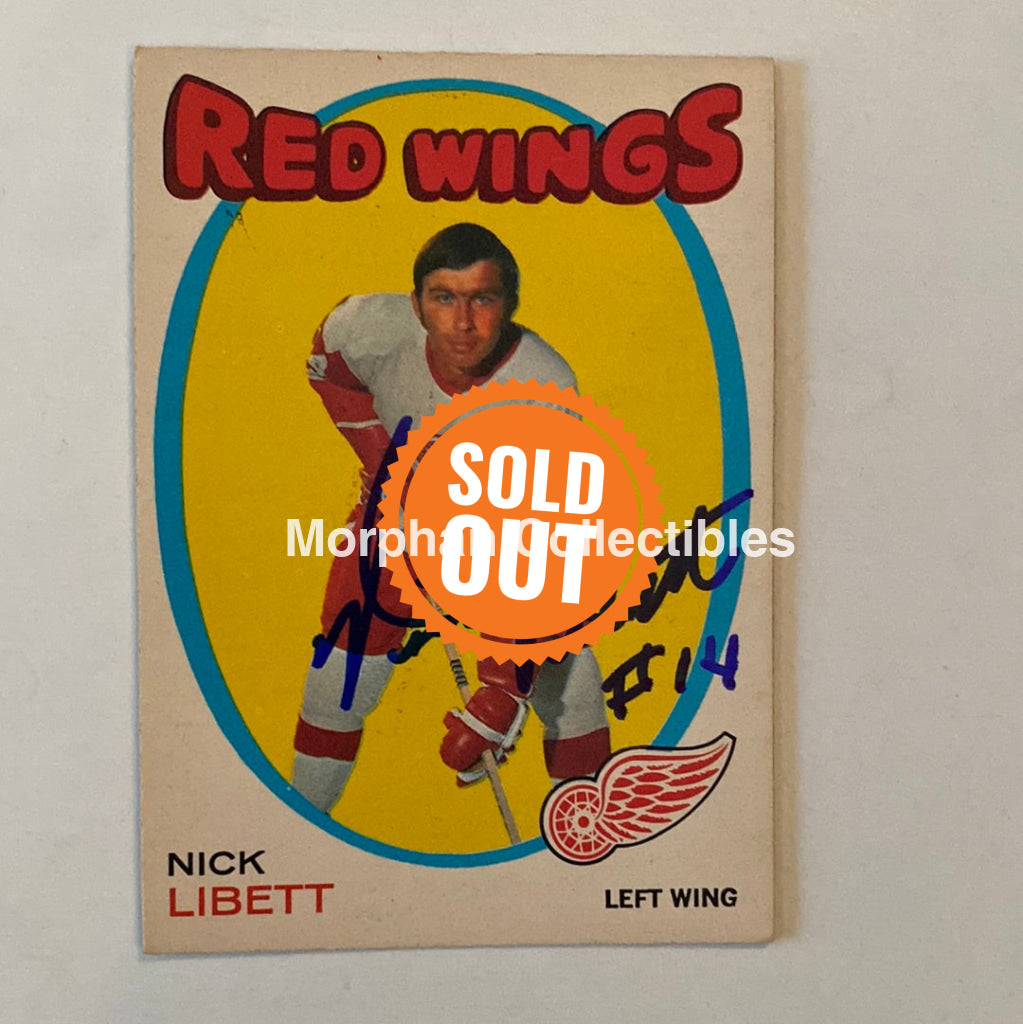 RED WINGS
SOLD
OUT
Morphan Collectibles
#14
NICK
LIBETT
LEFT WING